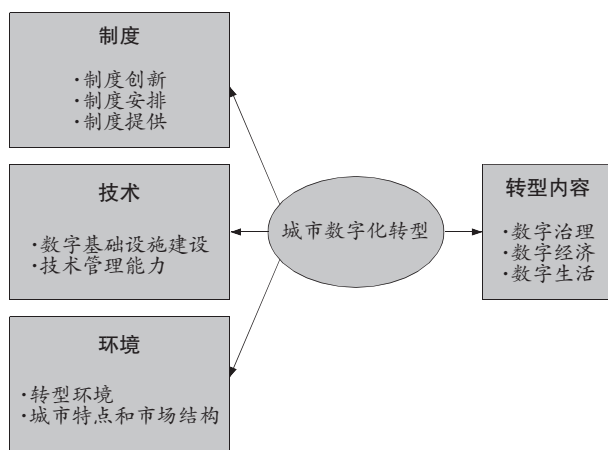 制度
·制度创新
·制度安排
·制度提供
技术
·数字基础设施建设
·技术管理能力
环境
·转型环境
·城市特点和市场结构
城市数字化转型
转型内容
·数字治理
·数字经济
·数字生活